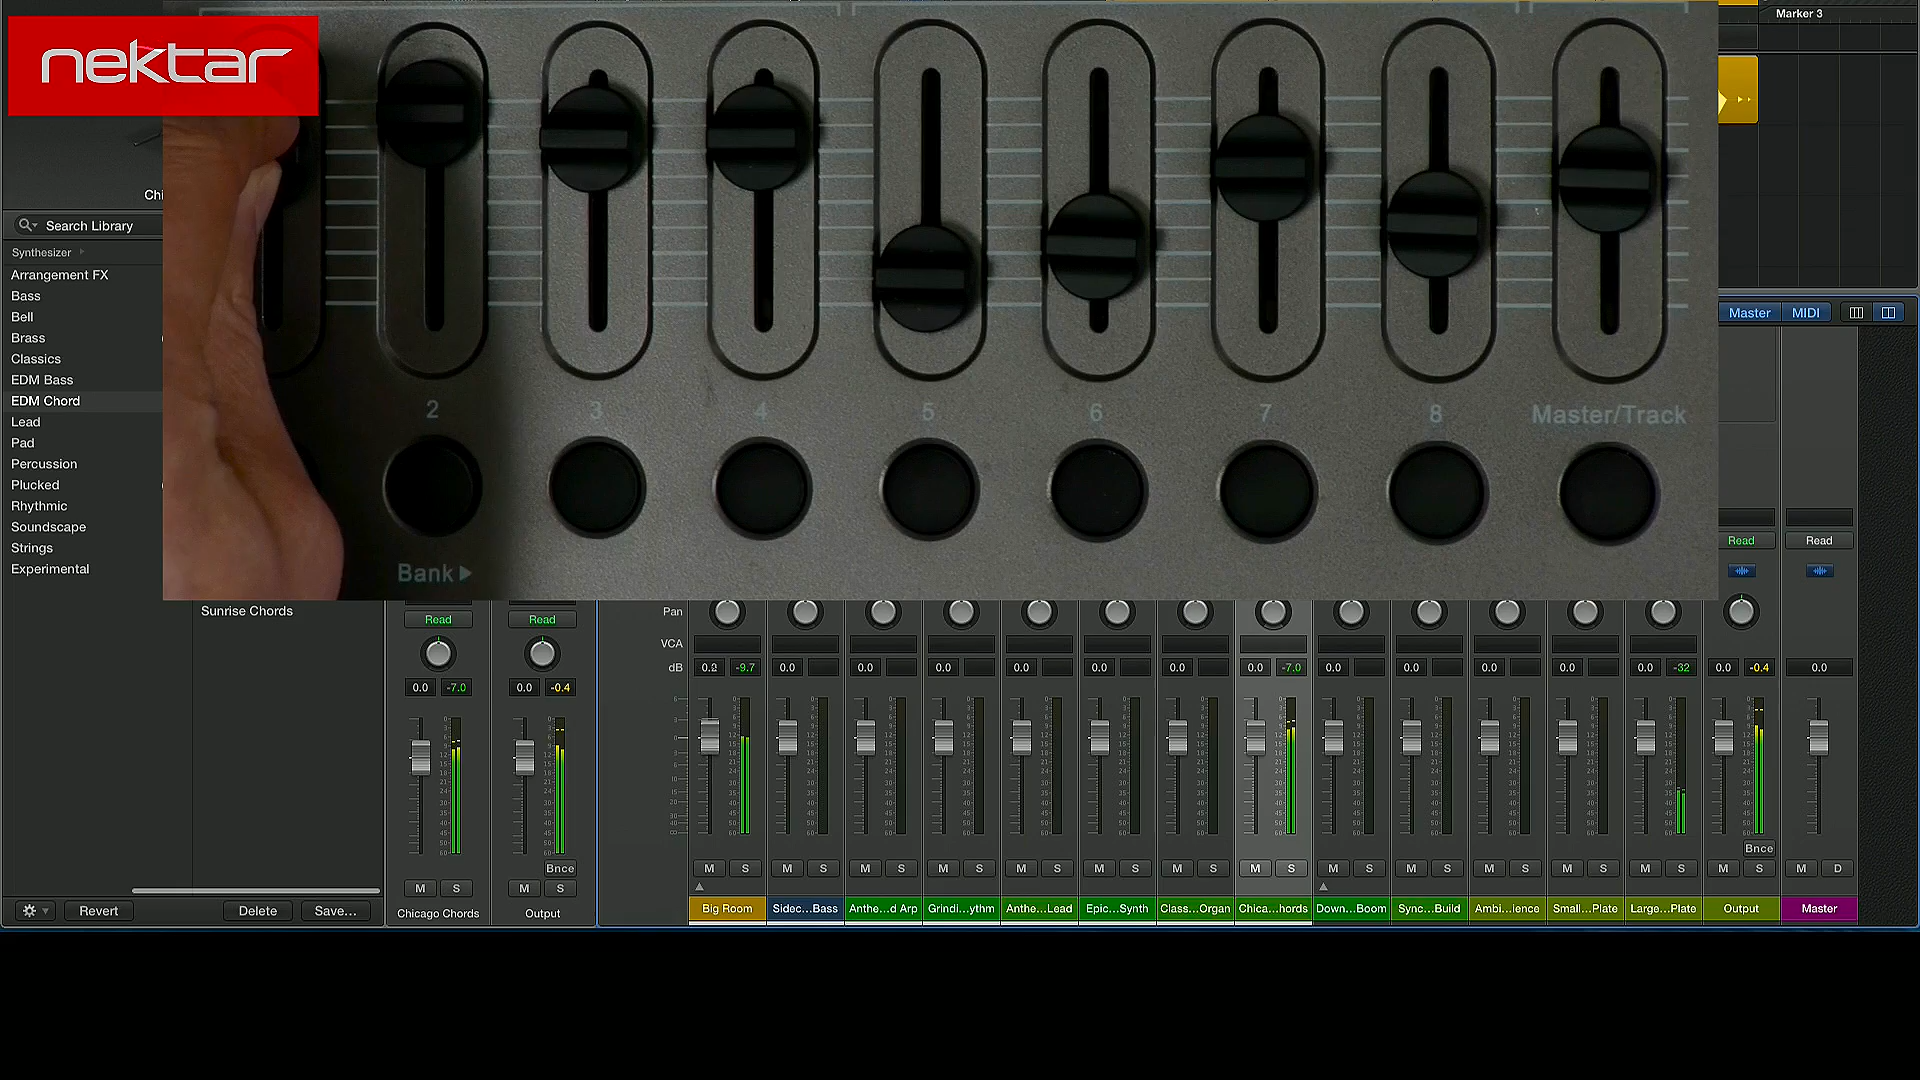 nektar
Marker 3
Chi
Search Library
Synthesizer
Arrangement FX
Bass
Bell
Brass
Classics
EDM Bass
EDM Chord
Lead
Pad
Percussion
Plucked
Rhythmic
Soundscape
Strings
Experimental
Sunrise Chords
2 3 4 5 6 7 8 Master/Track
Bank
Master MIDI
Read Read
Read Read
Pan
VCA
dB 0.2 -9.7 0.0 0.0 0.0 0.0 0.0 0.0 0.0 -7.0 0.0 0.0 0.0 0.0 0.0 -32 0.0 -0.4 0.0
0.0 -7.0 0.0 -0.4
Bnce
M S M S M S M S M S M S M S M S M S M S M S M S M S M S M D
Bnce
M S M S
Big Room Sidec...Bass Anthe...d Arp Grindi...ythm Anthe...Lead Epic...Synth Class...Organ Chica...hords Down...Boom Sync...Build Ambi...lence Small...Plate Large...Plate Output Master
Revert Delete Save... Chicago Chords Output